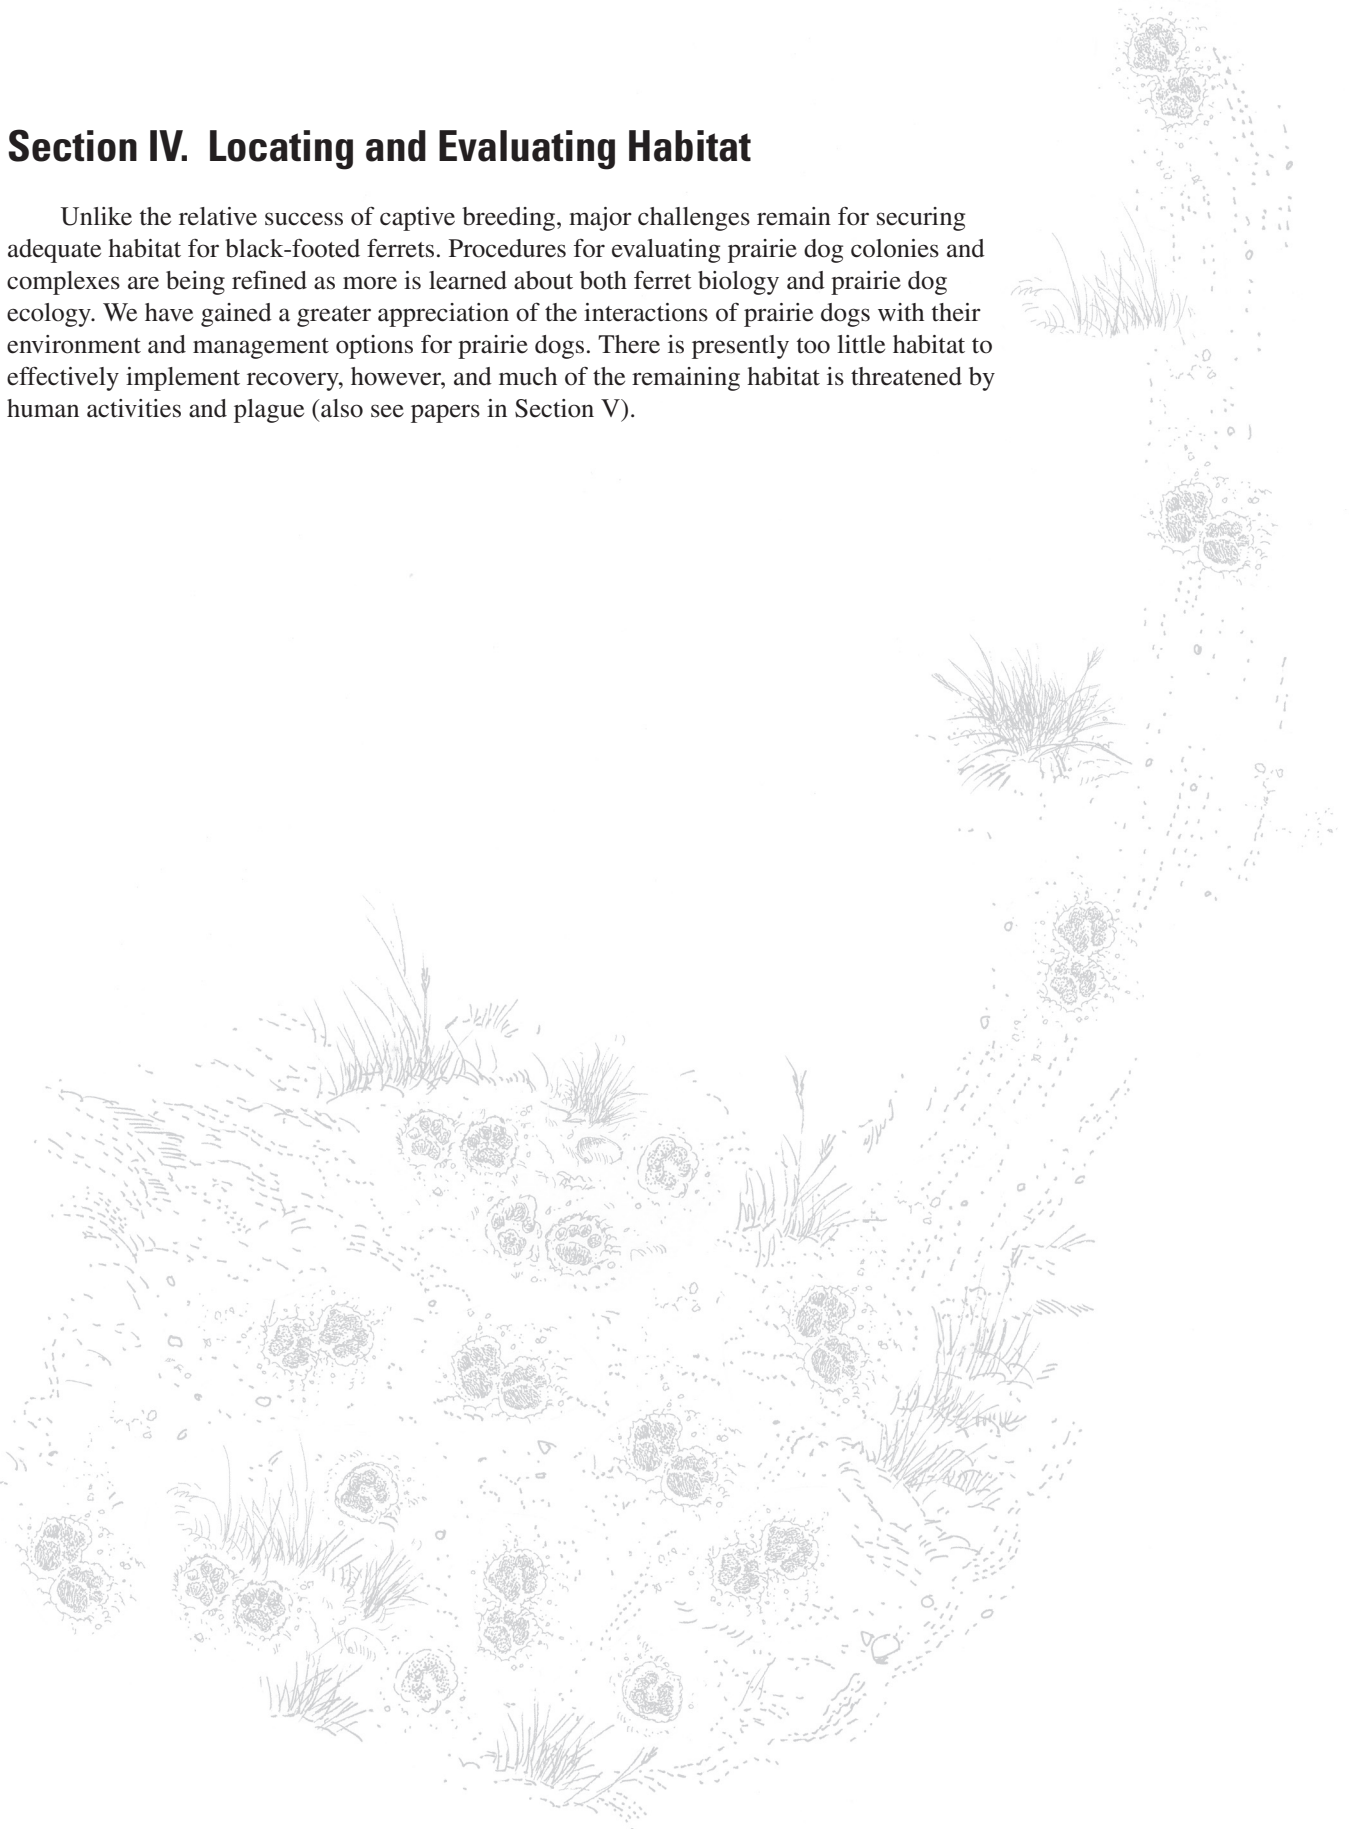 Section IV. Locating and Evaluating Habitat
Unlike the relative success of captive breeding, major challenges remain for securing
adequate habitat for black-footed ferrets. Procedures for evaluating prairie dog colonies and
complexes are being refined as more is learned about both ferret biology and prairie dog
ecology. We have gained a greater appreciation of the interactions of prairie dogs with their
environment and management options for prairie dogs. There is presently too little habitat to
effectively implement recovery, however, and much of the remaining habitat is threatened by
human activities and plague (also see papers in Section V).